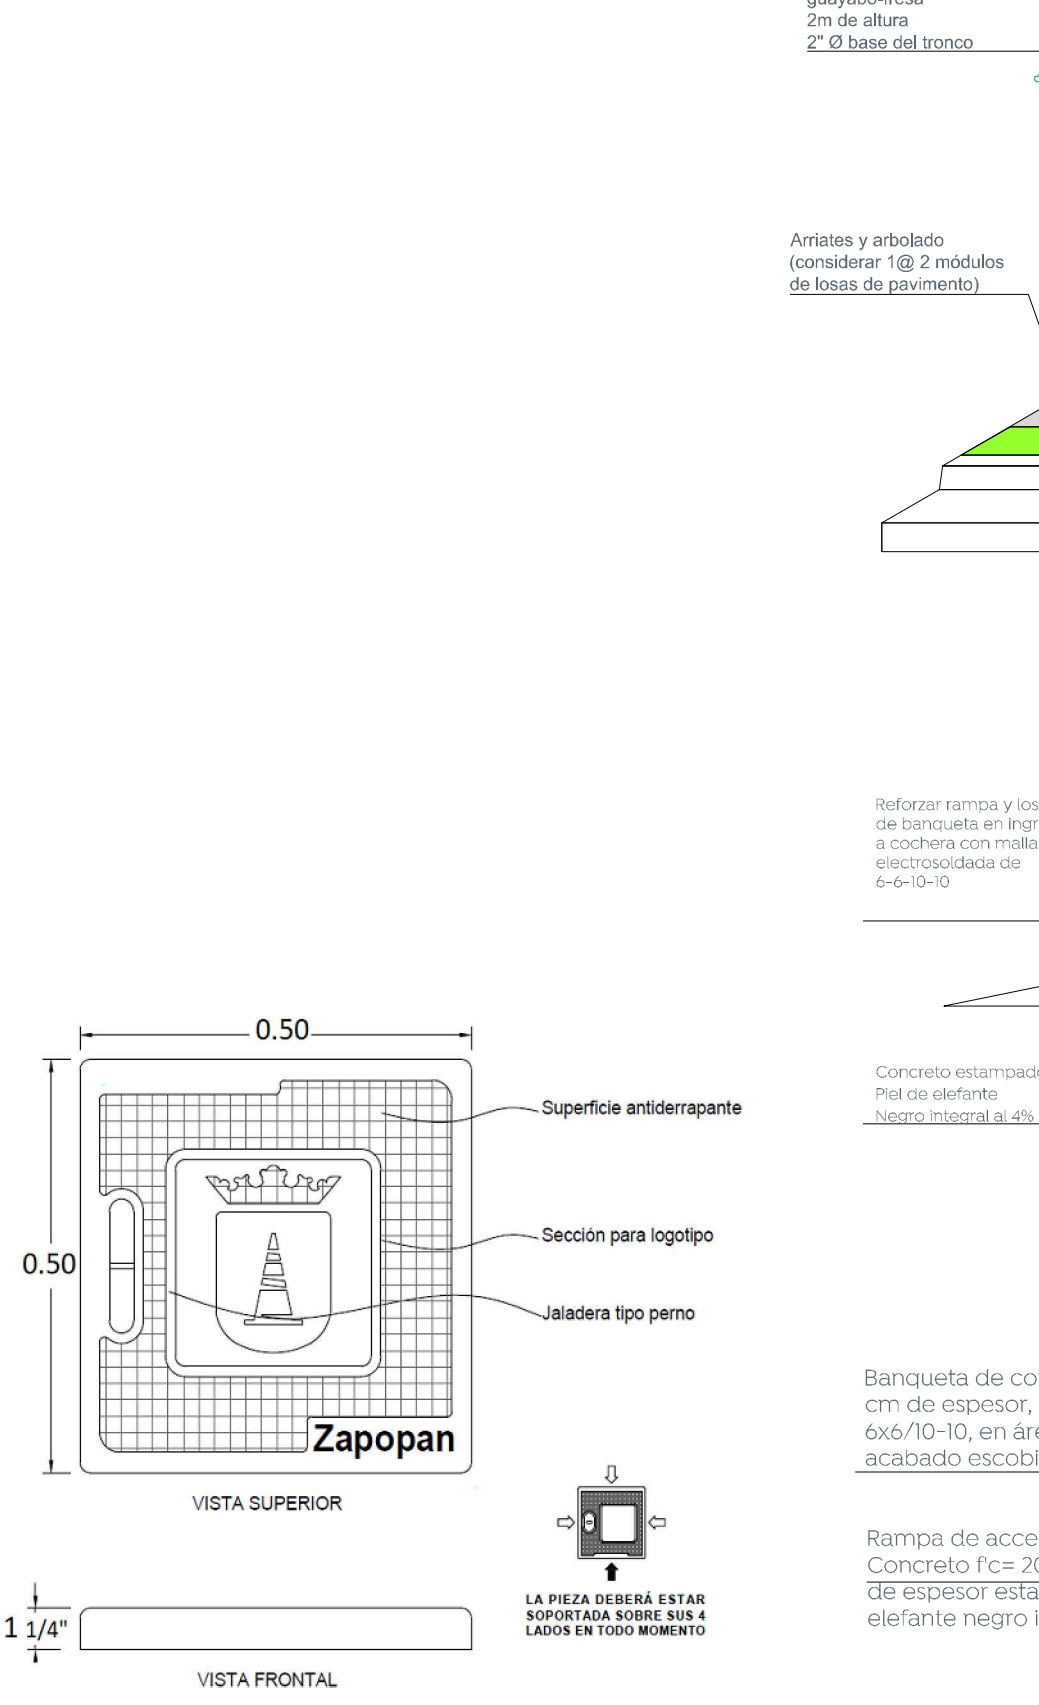 guayabo-fresa
2m de altura
2" Ø base del tronco
Arriates y arbolado
(considerar 1@ 2 módulos
de losas de pavimento)
Reforzar rampa y los
de banqueta en ingr
a cochera con malla
electrosoldada de
6-6-10-10
Concreto estampado
Piel de elefante
Negro integral al 4%
0.50
Superficie antiderrapante
Sección para logotipo
0.50
Jaladera tipo perno
Zapopan
VISTA SUPERIOR
LA PIEZA DEBERÁ ESTAR
SOPORTADA SOBRE SUS 4
LADOS EN TODO MOMENTO
1 1/4"
VISTA FRONTAL
Banqueta de co
cm de espesor,
6x6/10-10, en áre
acabado escobi
Rampa de acce
Concreto f'c= 20
de espesor esta
elefante negro i